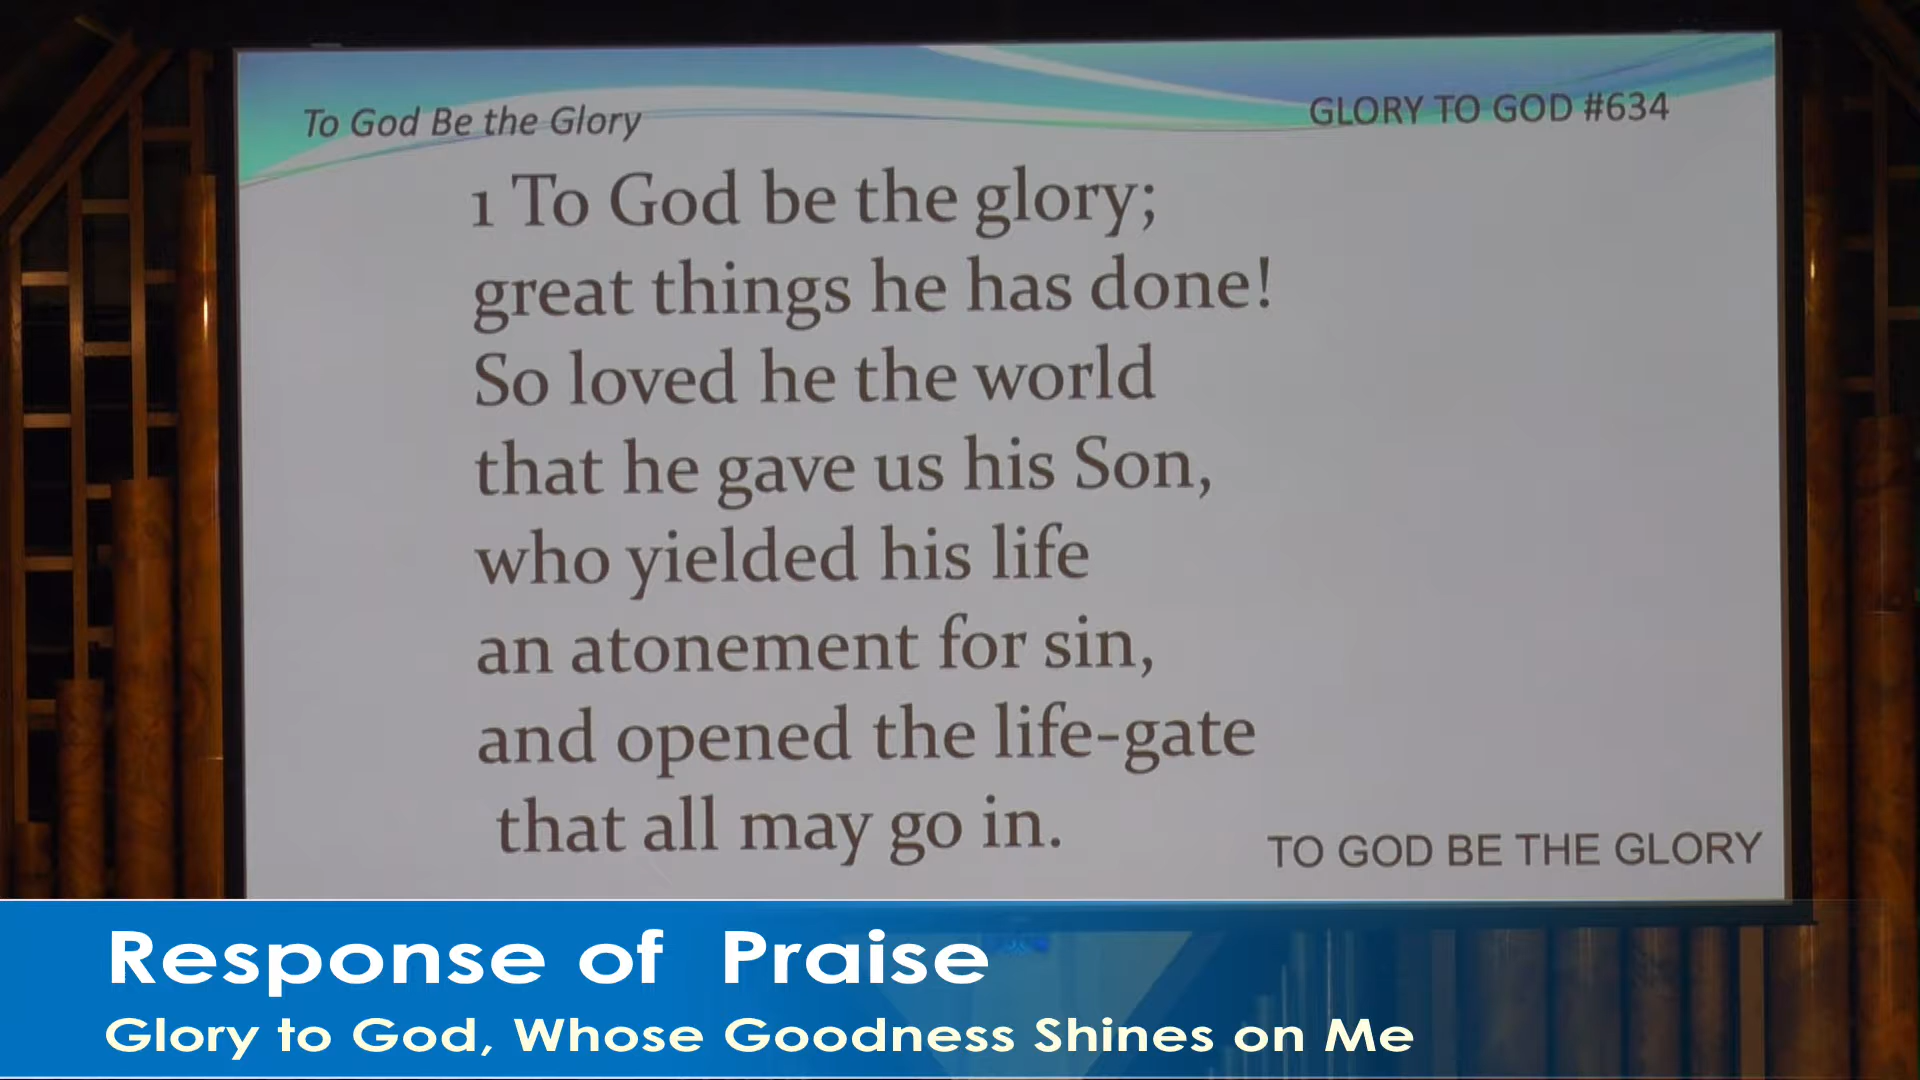 To God Be the Glory
GLORY TO GOD #634
1 To God be the glory;
great things he has done!
So loved he the world
that he gave us his Son,
who yielded his life
an atonement for sin,
and opened the life-gate
that all may go in.
TO GOD BE THE GLORY
Response of Praise
Glory to God, Whose Goodness Shines on Me